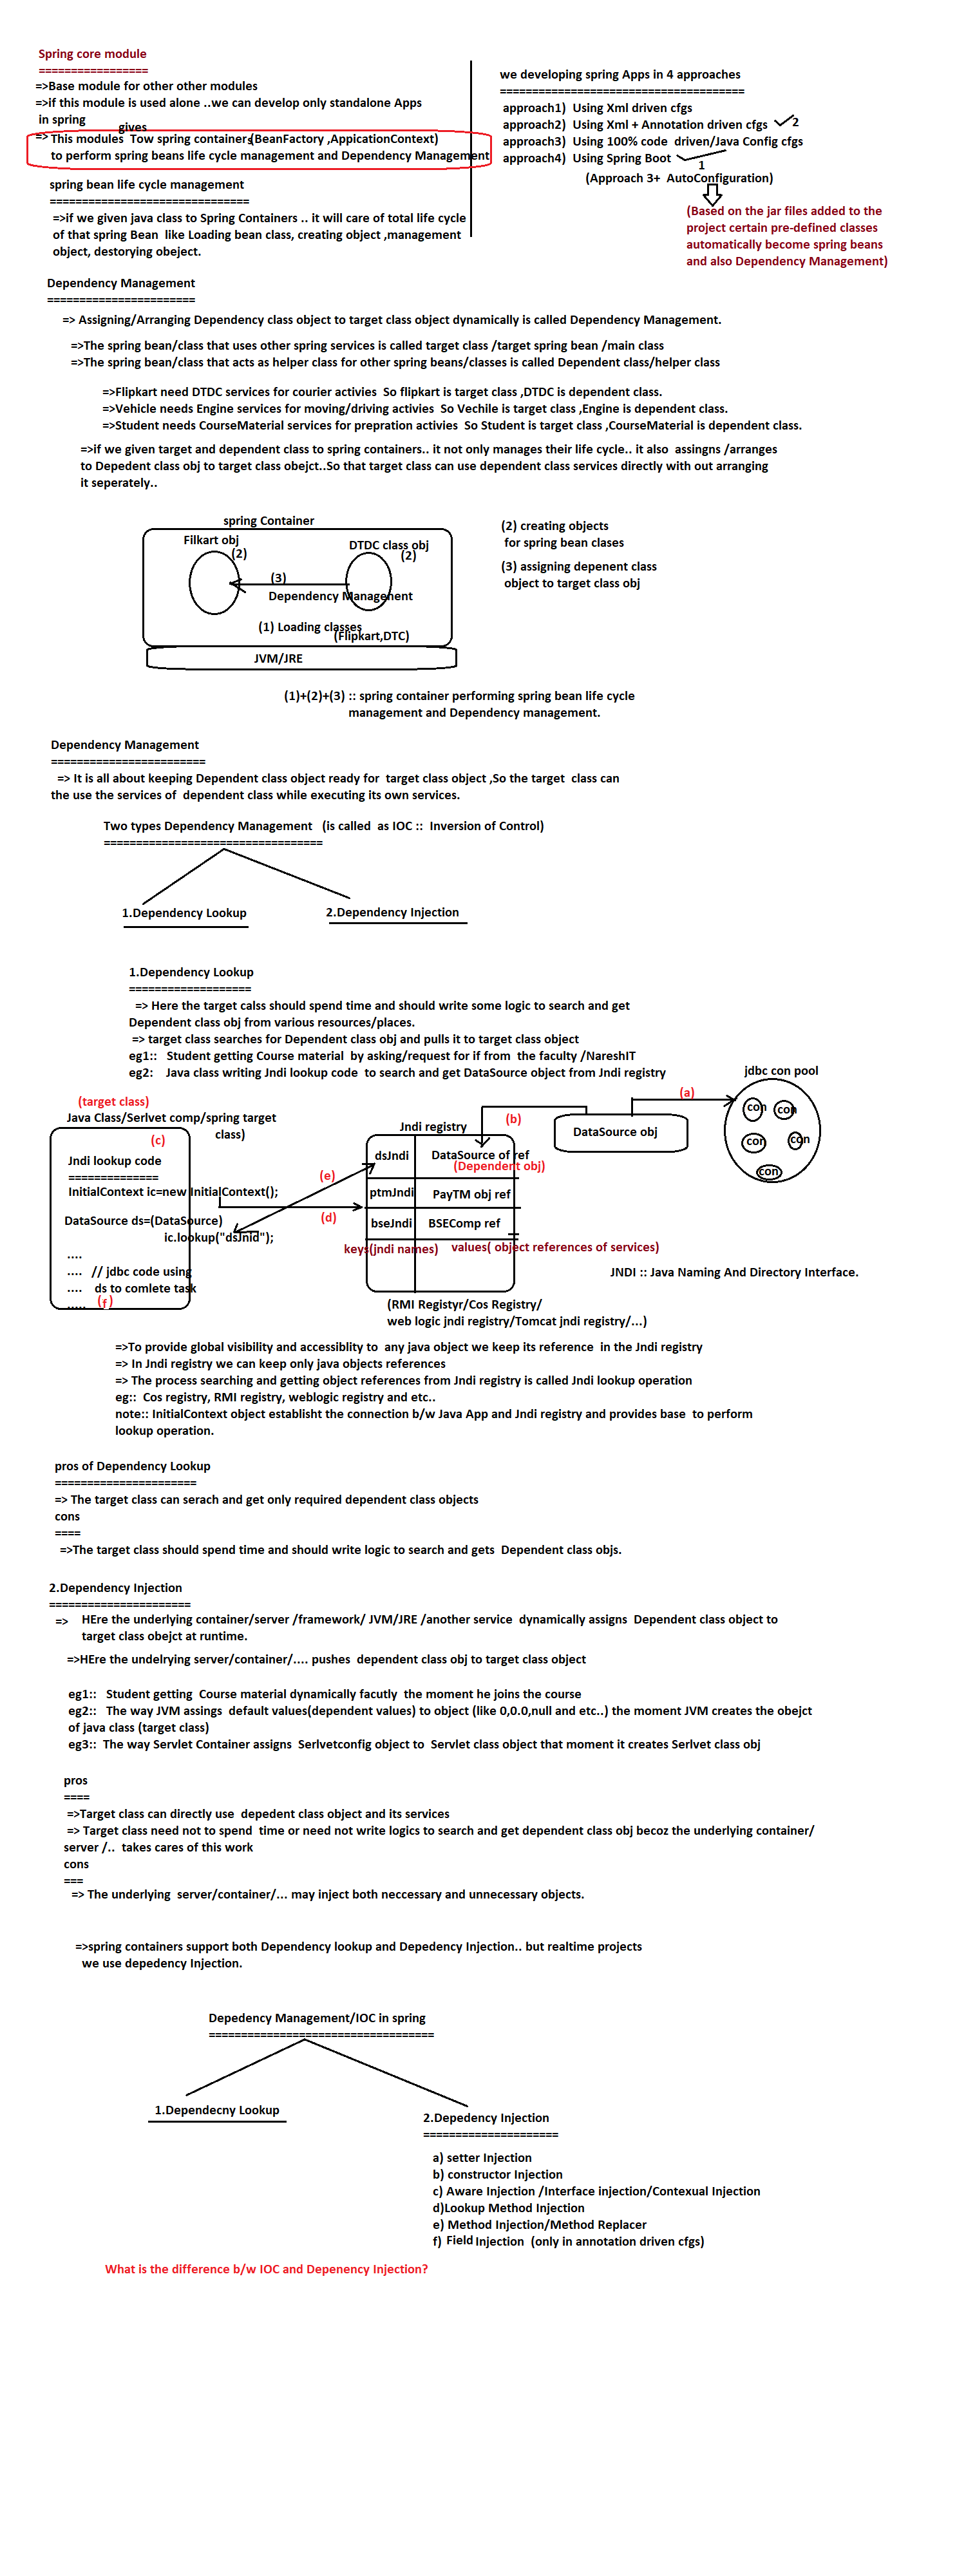 Spring core module
=================
=>Base module for other other modules
=>if this module is used alone ..we can develop only standalone Apps
in spring
gives
=> This modules Tow spring containers(BeanFactory ,AppicationContext)
to perform spring beans life cycle management and Dependency Management
spring bean life cycle management
===============================
=>if we given java class to Spring Containers .. it will care of total life cycle
of that spring Bean like Loading bean class, creating object ,management
object, destorying obeject.
we developing spring Apps in 4 approaches
======================================
approach1) Using Xml driven cfgs
approach2) Using Xml + Annotation driven cfgs 2
approach3) Using 100% code driven/Java Config cfgs
approach4) Using Spring Boot
1
(Approach 3+ AutoConfiguration)
(Based on the jar files added to the
project certain pre-defined classes
automatically become spring beans
and also Dependency Management)
Dependency Management
=======================
=> Assigning/Arranging Dependency class object to target class object dynamically is called Dependency Management.
=>The spring bean/class that uses other spring services is called target class /target spring bean /main class
=>The spring bean/class that acts as helper class for other spring beans/classes is called Dependent class/helper class
=>Flipkart need DTDC services for courier activies So flipkart is target class ,DTDC is dependent class.
=>Vehicle needs Engine services for moving/driving activies So Vechile is target class ,Engine is dependent class.
=>Student needs CourseMaterial services for prepration activies So Student is target class ,CourseMaterial is dependent class.
=>if we given target and dependent class to spring containers.. it not only manages their life cycle.. it also assingns /arranges
to Depedent class obj to target class obejct..So that target class can use dependent class services directly with out arranging
it seperately..
spring Container
Filkart obj
(2)
DTDC class obj
(2)
(3)
Dependency Management
(1) Loading classes
(Flipkart,DTC)
JVM/JRE
(2) creating objects
for spring bean clases
(3) assigning depenent class
object to target class obj
(1)+(2)+(3) :: spring container performing spring bean life cycle
management and Dependency management.
Dependency Management
========================
=> It is all about keeping Dependent class object ready for target class object ,So the target class can
the use the services of dependent class while executing its own services.
Two types Dependency Management (is called as IOC :: Inversion of Control)
==================================
1.Dependency Lookup
2.Dependency Injection
1.Dependency Lookup
===================
=> Here the target calss should spend time and should write some logic to search and get
Dependent class obj from various resources/places.
=> target class searches for Dependent class obj and pulls it to target class object
eg1:: Student getting Course material by asking/request for if from the faculty /NareshIT
eg2: Java class writing Jndi lookup code to search and get DataSource object from Jndi registry
jdbc con pool
(a)
con con
con con
con
DataSource obj
(b)
(target class)
Java Class/Serlvet comp/spring target
class)
(c)
Jndi lookup code
==============
InitialContext ic=new InitialContext();
DataSource ds=(DataSource)
ic.lookup("dsJnid");
....
.... // jdbc code using
.... ds to comlete task
..... (f)
(e)
(d)
Jndi registry
dsJndi DataSource of ref
(Dependent obj)
ptmJndi PayTM obj ref
bseJndi BSEComp ref
keys(jndi names) values( object references of services)
JNDI :: Java Naming And Directory Interface.
(RMI Registyr/Cos Registry/
web logic jndi registry/Tomcat jndi registry/...)
=>To provide global visibility and accessiblity to any java object we keep its reference in the Jndi registry
=> In Jndi registry we can keep only java objects references
=> The process searching and getting object references from Jndi registry is called Jndi lookup operation
eg:: Cos registry, RMI registry, weblogic registry and etc..
note:: InitialContext object establisht the connection b/w Java App and Jndi registry and provides base to perform
lookup operation.
pros of Dependency Lookup
======================
=> The target class can serach and get only required dependent class objects
cons
====
=>The target class should spend time and should write logic to search and gets Dependent class objs.
2.Dependency Injection
======================
=> HEre the underlying container/server /framework/ JVM/JRE /another service dynamically assigns Dependent class object to
target class obejct at runtime.
=>HEre the undelrying server/container/.... pushes dependent class obj to target class object
eg1:: Student getting Course material dynamically facutly the moment he joins the course
eg2:: The way JVM assings default values(dependent values) to object (like 0,0.0,null and etc..) the moment JVM creates the obejct
of java class (target class)
eg3:: The way Servlet Container assigns Serlvetconfig object to Servlet class object that moment it creates Serlvet class obj
pros
====
=>Target class can directly use depedent class object and its services
=> Target class need not to spend time or need not write logics to search and get dependent class obj becoz the underlying container/
server /.. takes cares of this work
cons
===
=> The underlying server/container/... may inject both neccessary and unnecessary objects.
=>spring containers support both Dependency lookup and Depedency Injection.. but realtime projects
we use depedency Injection.
Depedency Management/IOC in spring
===================================
1.Dependecny Lookup
2.Depedency Injection
=====================
a) setter Injection
b) constructor Injection
c) Aware Injection /Interface injection/Contexual Injection
d)Lookup Method Injection
e) Method Injection/Method Replacer
f) Field Injection (only in annotation driven cfgs)
What is the difference b/w IOC and Depenency Injection?